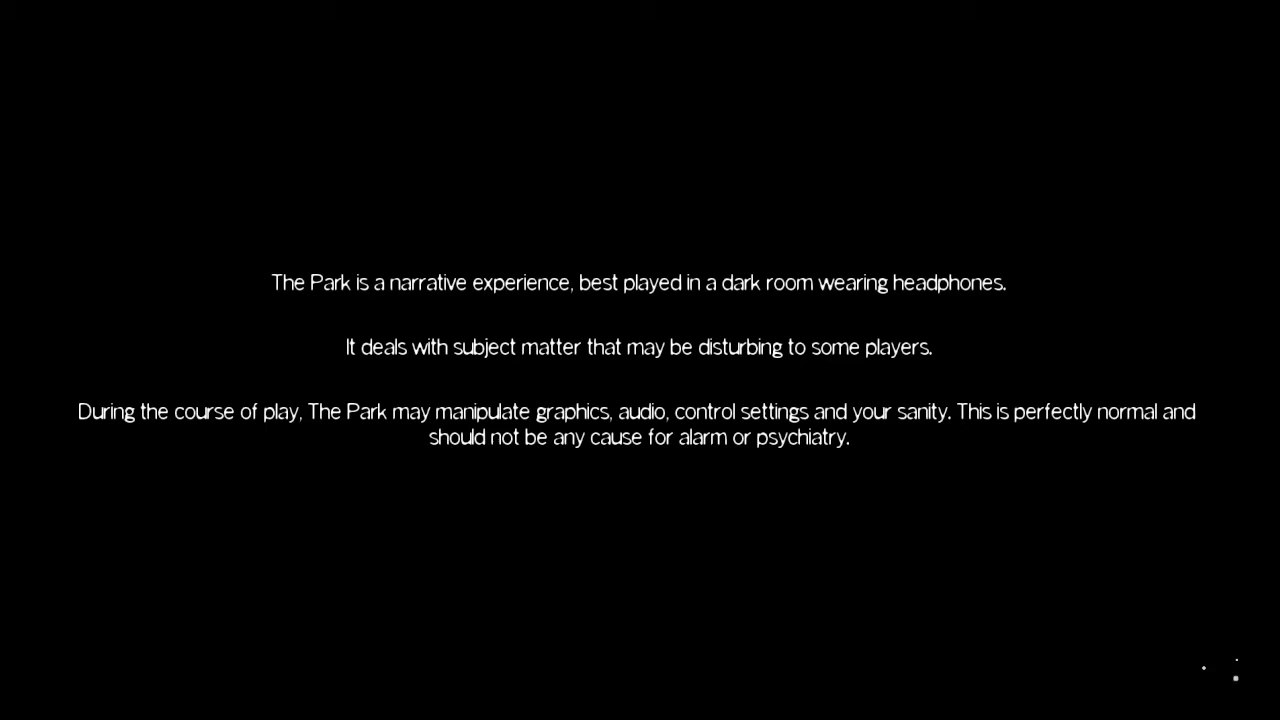 The Park is a narrative experience, best played in a dark room wearing headphones.
It deals with subject matter that may be disturbing to some players.
During the course of play, The Park may manipulate graphics, audio, control settings and your sanity. This is perfectly normal and
should not be any cause for alarm or psychiatry.